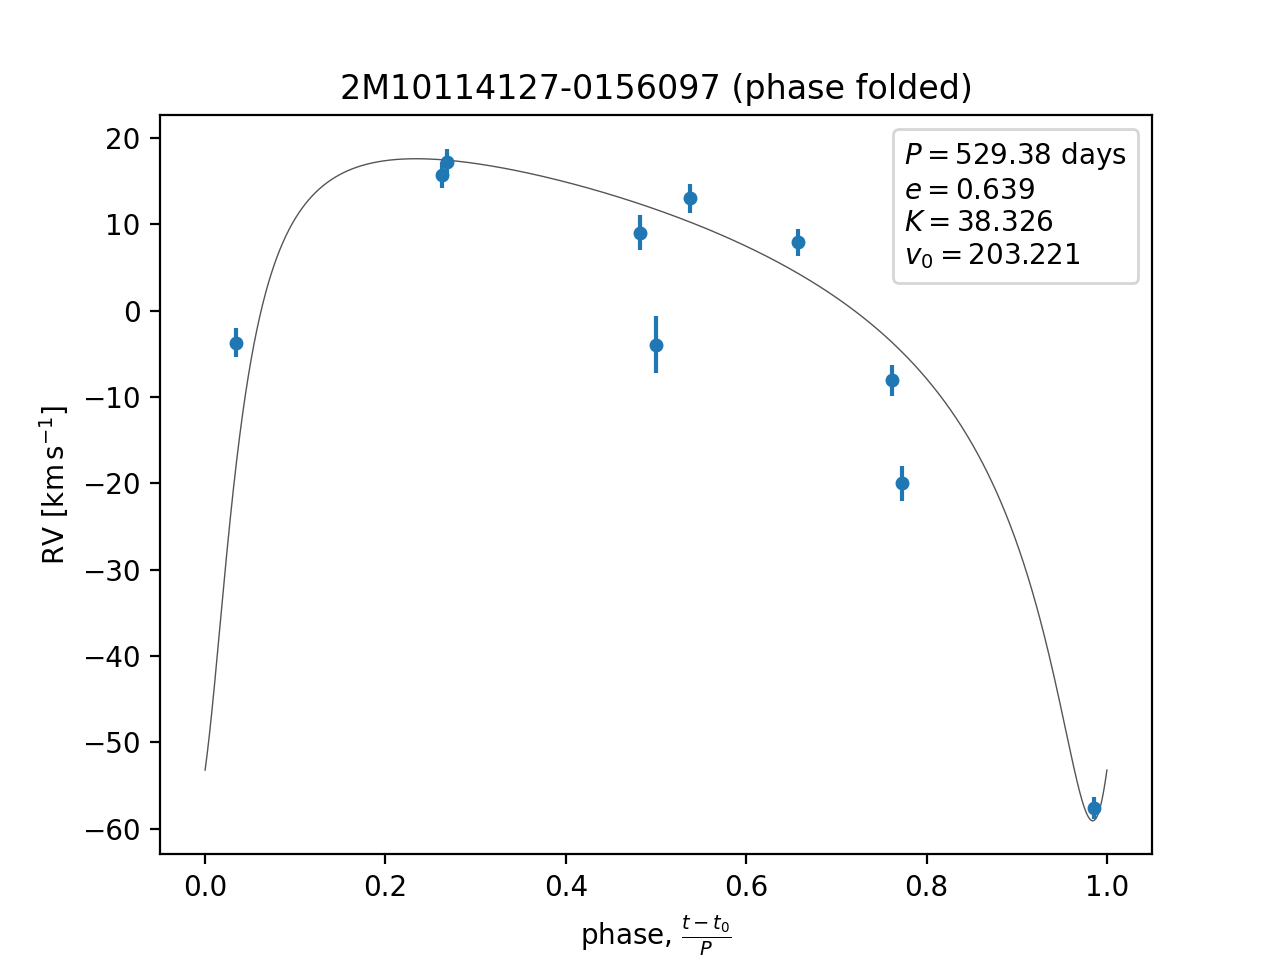 2M10114127-0156097 (phase folded)
P = 529.38 days
e = 0.639
K = 38.326
v₀ = 203.221
20
10
0
−10
−20
−30
−40
−50
−60
RV [km s⁻¹]
0.0 0.2 0.4 0.6 0.8 1.0
phase, (t − t₀)/P